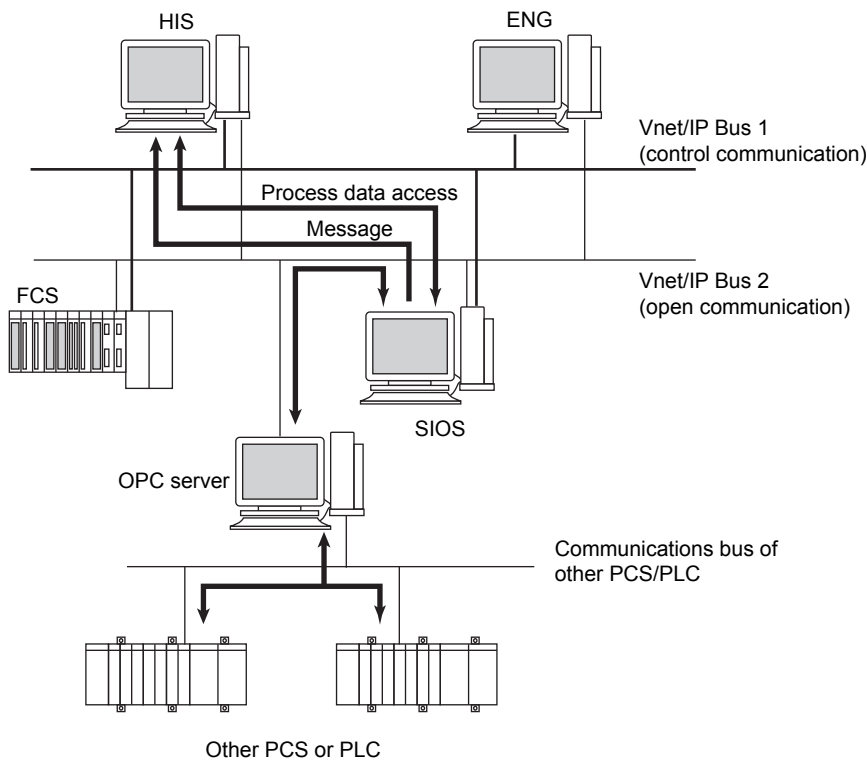 HIS
ENG
Vnet/IP Bus 1
(control communication)
Process data access
Message
Vnet/IP Bus 2
(open communication)
FCS
SIOS
OPC server
Communications bus of
other PCS/PLC
Other PCS or PLC